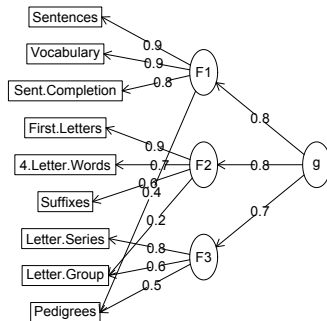 Sentences
Vocabulary
Sent.Completion
First.Letters
4.Letter.Words
Suffixes
Letter.Series
Letter.Group
Pedigrees
0.9
0.9
0.8
0.4
0.9
0.7
0.6
0.2
0.8
0.6
0.5
F1
F2
F3
0.8
0.8
0.7
g